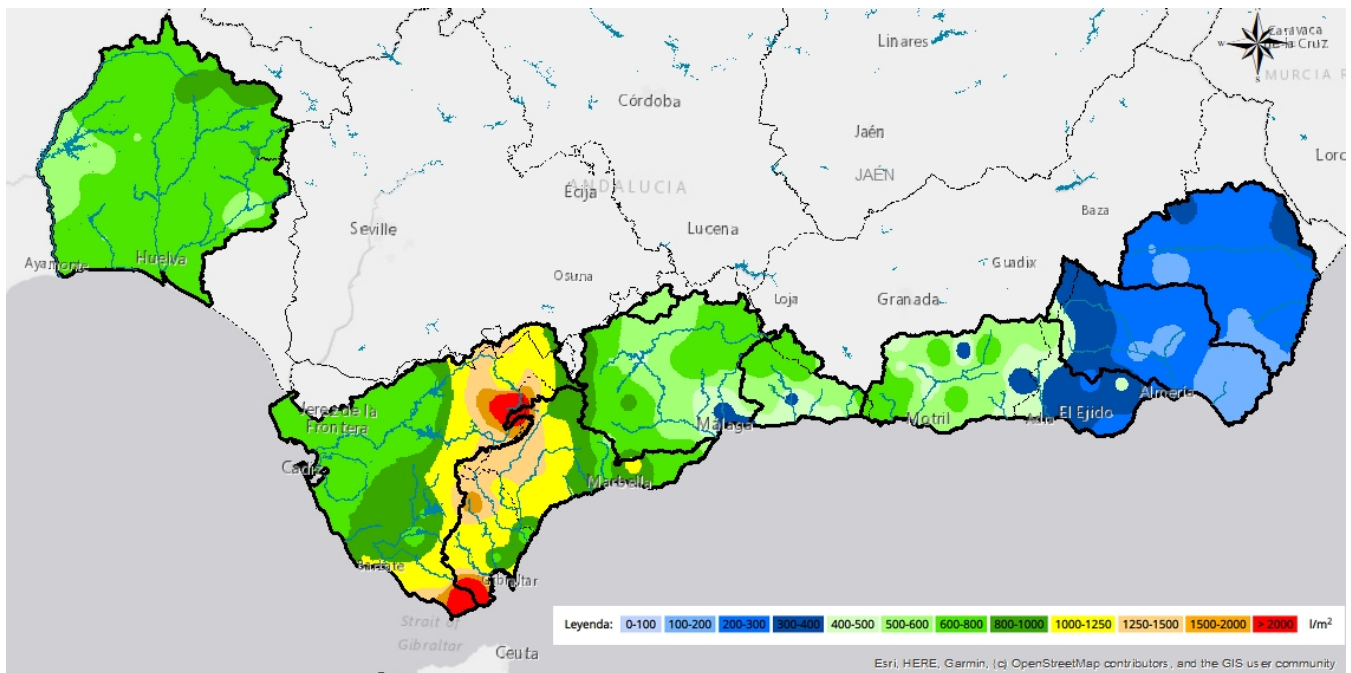 Linares
Caravaca
de la Cruz
N
W
E
S
MURCIA R
Córdoba
Jaén
JAÉN
Lorc
Écija
ANDALUCIA
Baza
Seville
Lucena
Ayamonte
Huelva
Osuna
Guadix
Loja
Granada
Jerez de la
Frontera
Málaga
Motril
Adra
El Ejido
Almería
Cadiz
Marbella
Barbate
Gibraltar
Strait of
Gibraltar
Leyenda: 0-100 100-200 200-300 300-400 400-500 500-600 600-800 800-1000 1000-1250 1250-1500 1500-2000 > 2000 l/m²
Ceuta
Esri, HERE, Garmin, (c) OpenStreetMap contributors, and the GIS user community